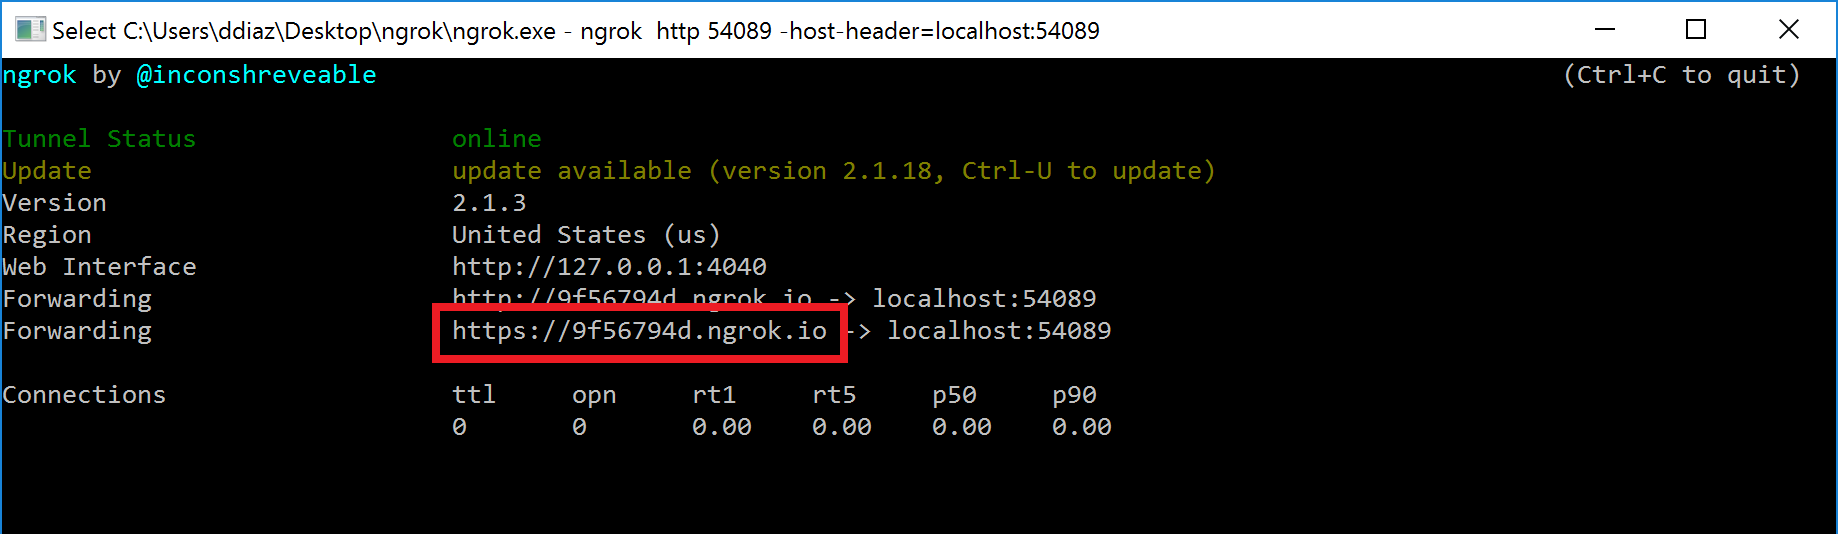 Select C:\Users\ddiaz\Desktop\ngrok\ngrok.exe - ngrok  http 54089 -host-header=localhost:54089
ngrok by @inconshreveable (Ctrl+C to quit)
Tunnel Status online
Update update available (version 2.1.18, Ctrl-U to update)
Version 2.1.3
Region United States (us)
Web Interface http://127.0.0.1:4040
Forwarding http://9f56794d.ngrok.io -> localhost:54089
Forwarding https://9f56794d.ngrok.io -> localhost:54089
Connections ttl opn rt1 rt5 p50 p90
0 0 0.00 0.00 0.00 0.00